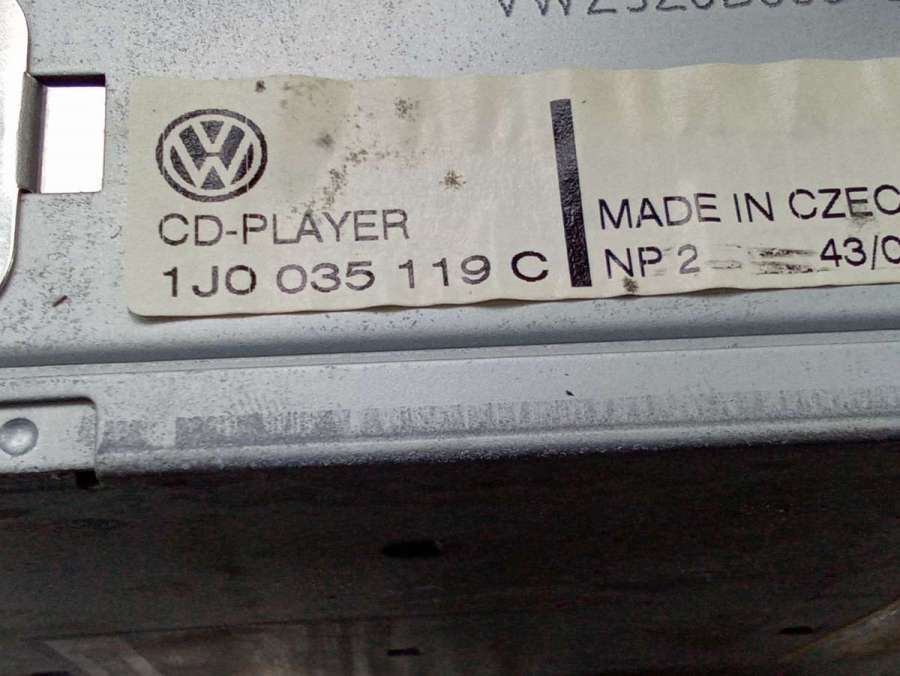 CD-PLAYER
1J0 035 119 C
MADE IN CZEC
NP 2 43/0